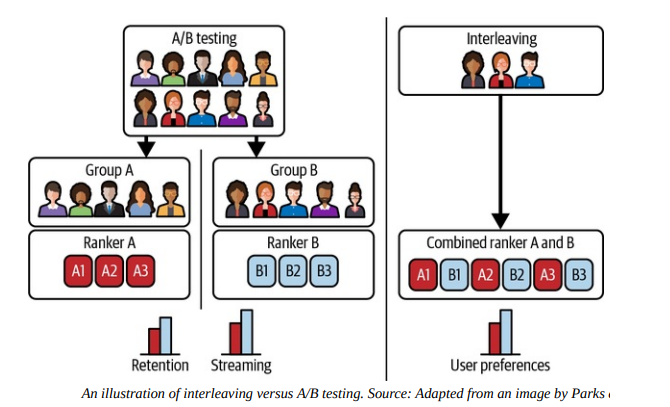 A/B testing
Interleaving
Group A
Group B
Ranker A
A1 A2 A3
Ranker B
B1 B2 B3
Combined ranker A and B
A1 B1 A2 B2 A3 B3
Retention
Streaming
User preferences
An illustration of interleaving versus A/B testing. Source: Adapted from an image by Parks